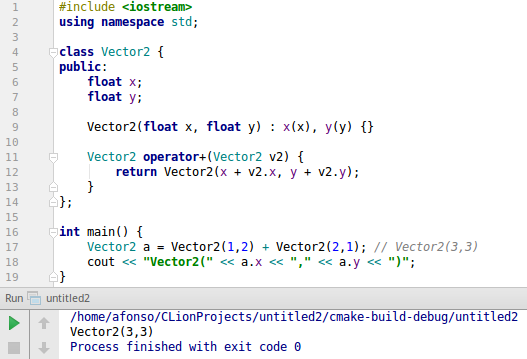 1 #include <iostream>
2 using namespace std;
3
4 class Vector2 {
5 public:
6     float x;
7     float y;
8
9     Vector2(float x, float y) : x(x), y(y) {}
10
11     Vector2 operator+(Vector2 v2) {
12         return Vector2(x + v2.x, y + v2.y);
13     }
14 };
15
16 int main() {
17     Vector2 a = Vector2(1,2) + Vector2(2,1); // Vector2(3,3)
18     cout << "Vector2(" << a.x << "," << a.y << ")";
19 }
Run untitled2
/home/afonso/CLionProjects/untitled2/cmake-build-debug/untitled2
Vector2(3,3)
Process finished with exit code 0